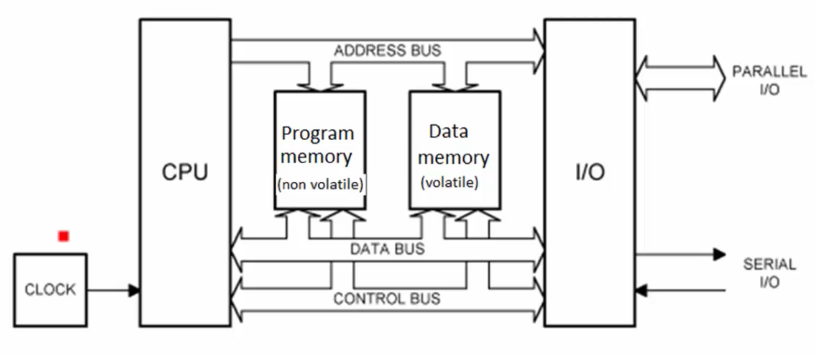 ADDRESS BUS
PARALLEL
I/O
Program
memory
(non volatile)
Data
memory
(volatile)
CPU
I/O
DATA BUS
CLOCK
CONTROL BUS
SERIAL
I/O